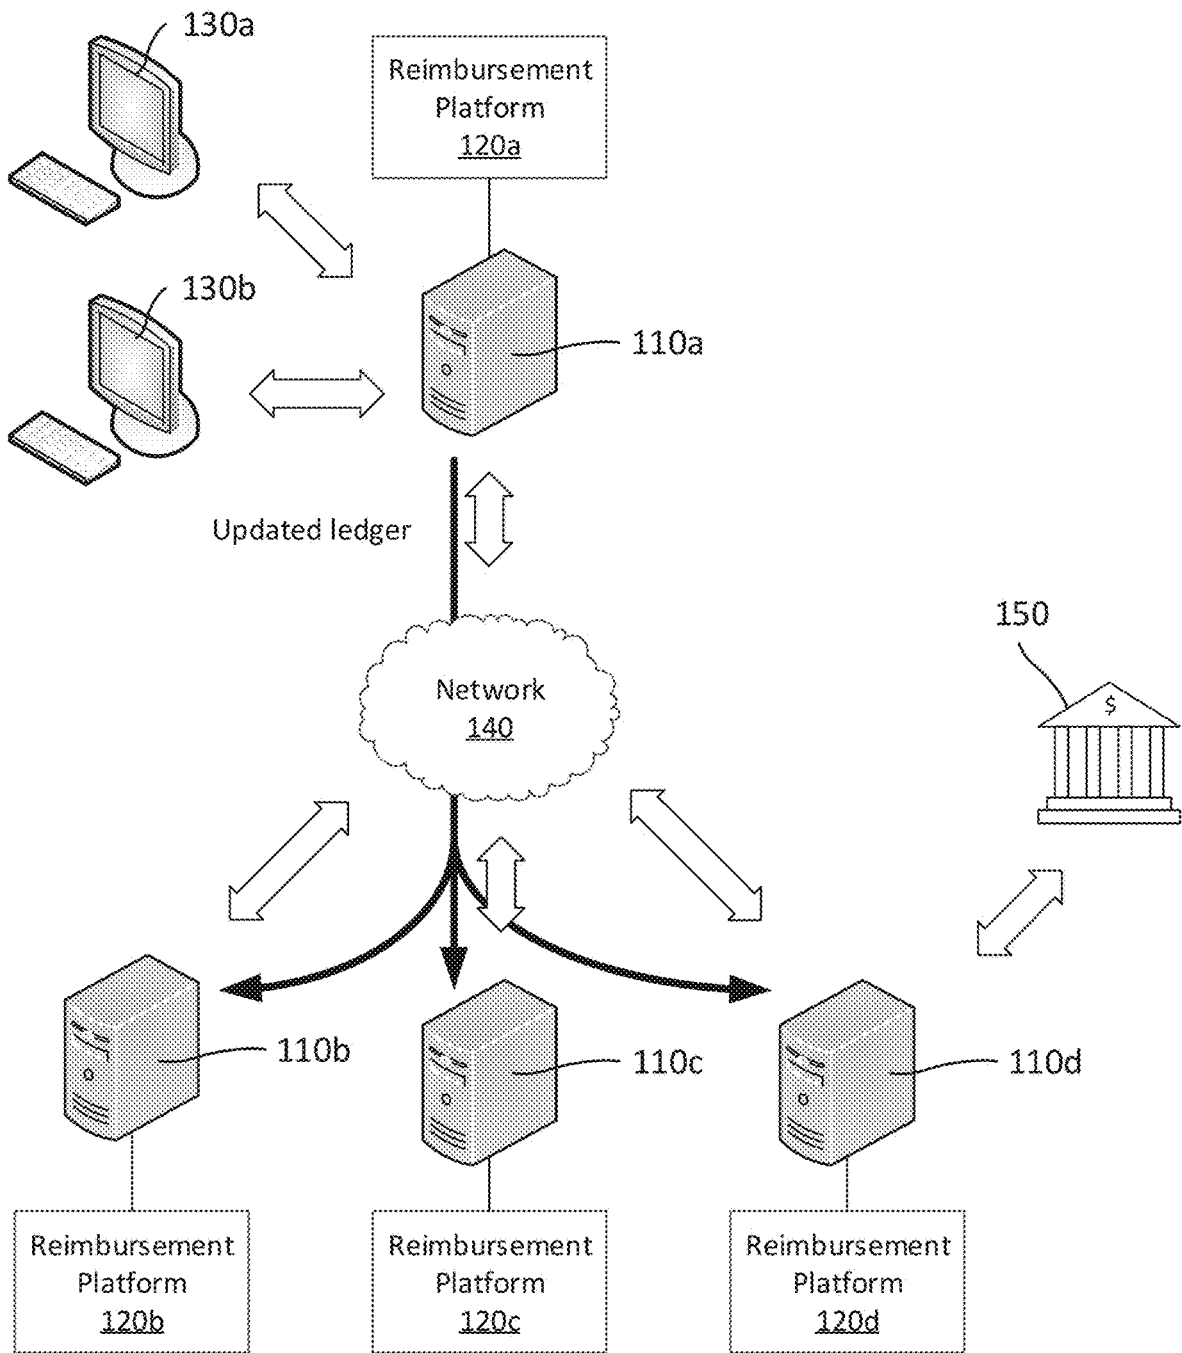 130a
Reimbursement
Platform
120a
130b
110a
Updated ledger
150
$
Network
140
110b
110c
110d
Reimbursement
Platform
120b
Reimbursement
Platform
120c
Reimbursement
Platform
120d